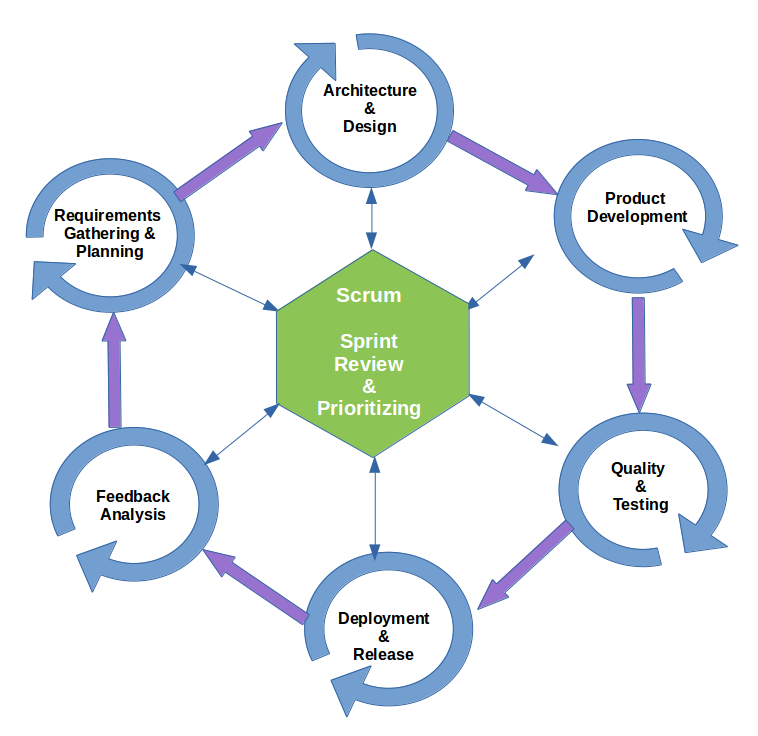 Architecture
&
Design
Product
Development
Requirements
Gathering &
Planning
Scrum
Sprint
Review
&
Prioritizing
Quality
&
Testing
Feedback
Analysis
Deployment
&
Release